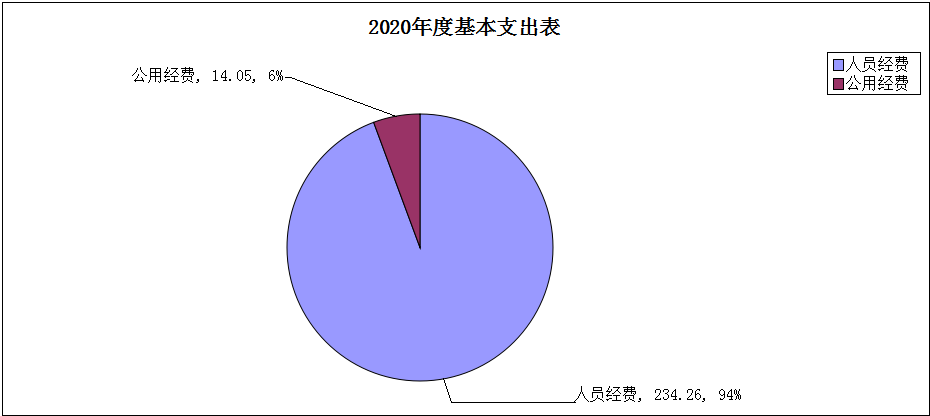 2020年度基本支出表
人员经费
公用经费
公用经费, 14.05, 6%
人员经费, 234.26, 94%